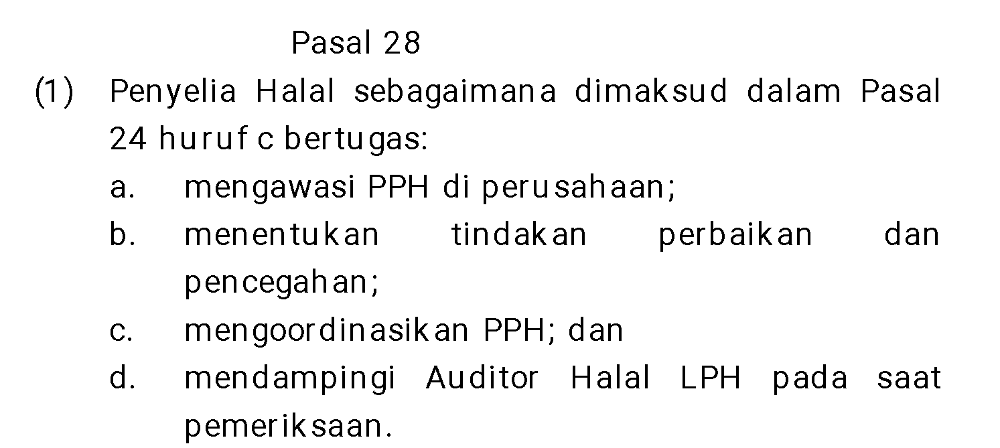 Pasal 28
(1) Penyelia Halal sebagaimana dimaksud dalam Pasal
24 huruf c bertugas:
a. mengawasi PPH di perusahaan;
b. menentukan tindakan perbaikan dan
pencegahan;
c. mengoordinasikan PPH; dan
d. mendampingi Auditor Halal LPH pada saat
pemeriksaan.